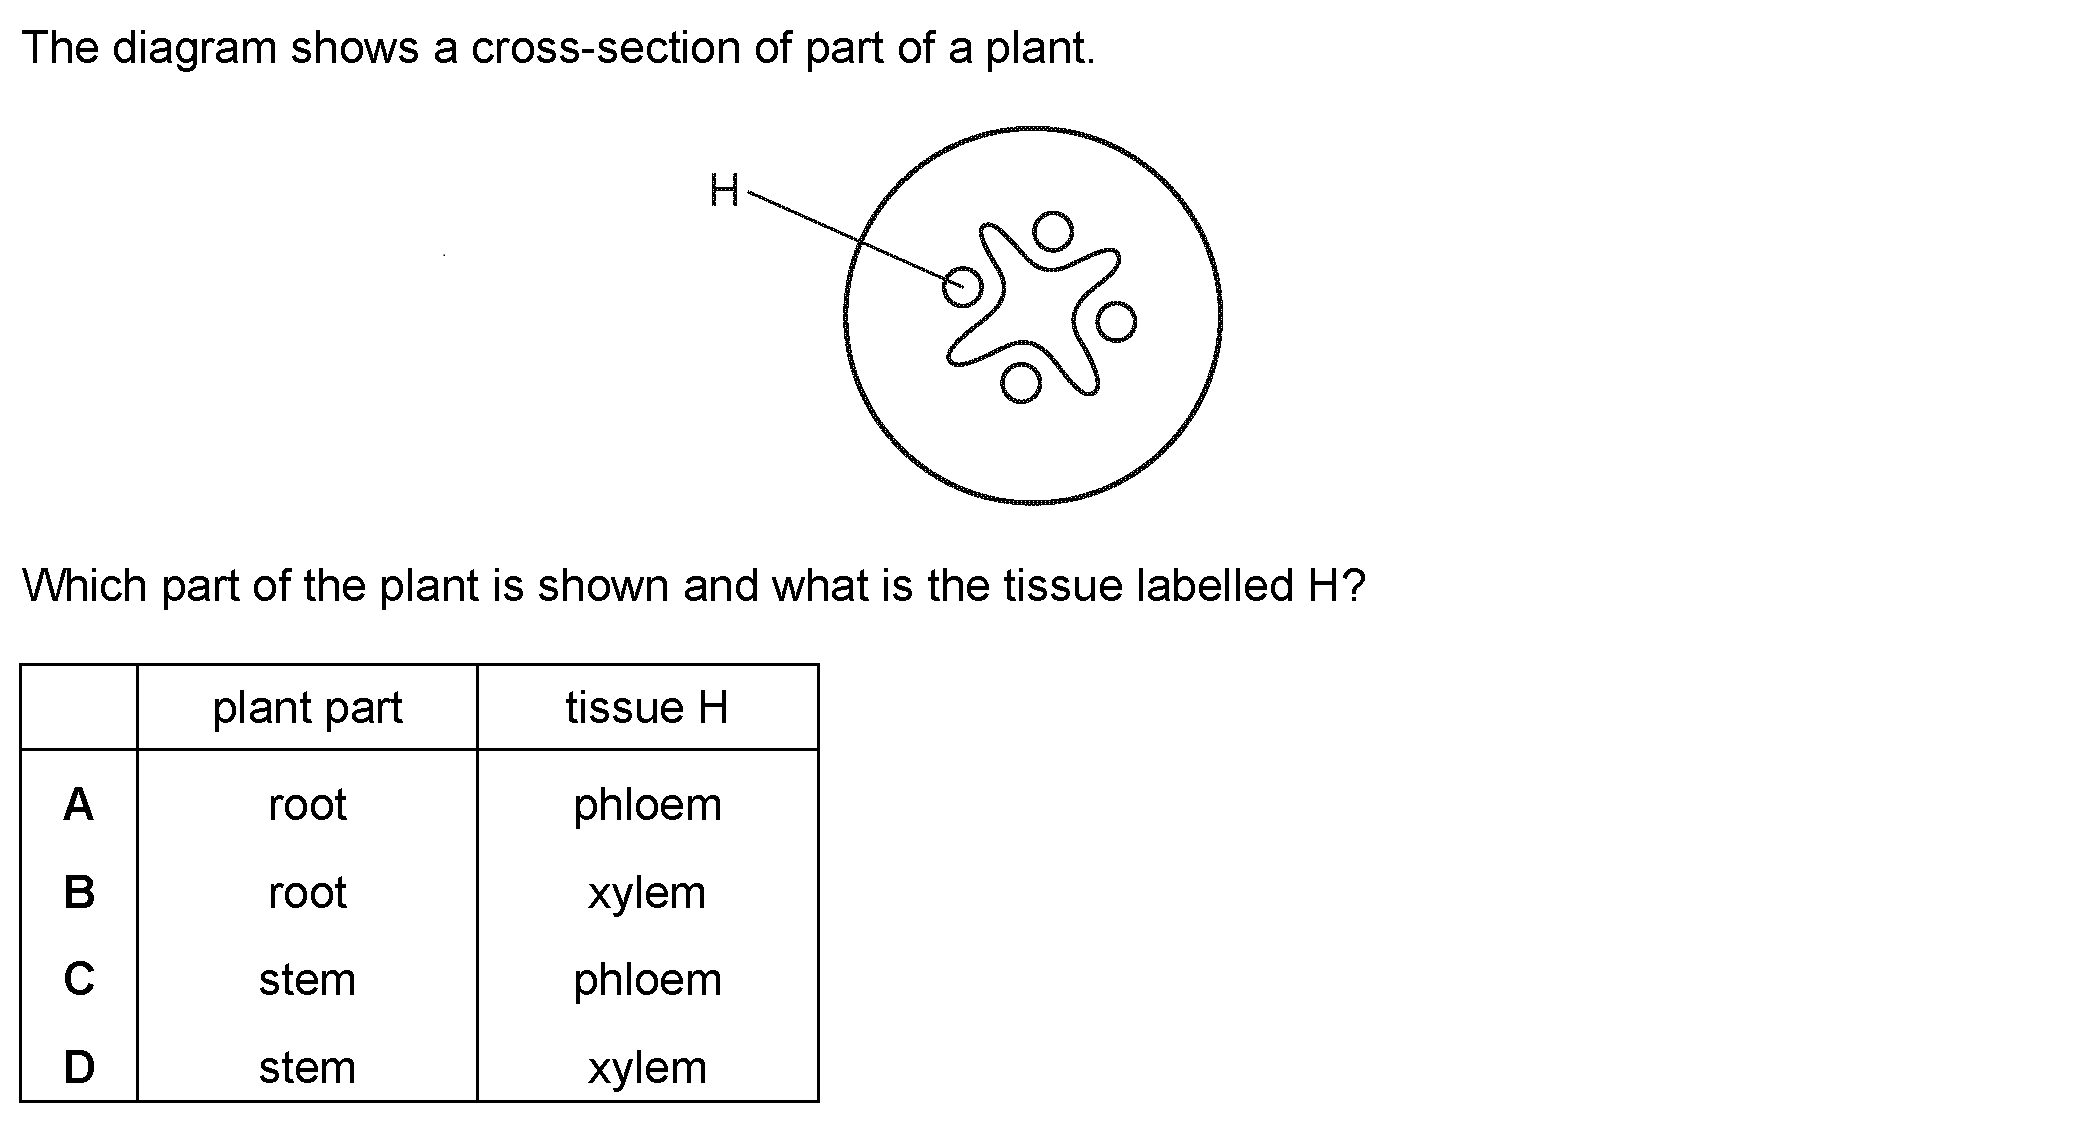 The diagram shows a cross-section of part of a plant.
H
Which part of the plant is shown and what is the tissue labelled H?
plant part tissue H
A root phloem
B root xylem
C stem phloem
D stem xylem